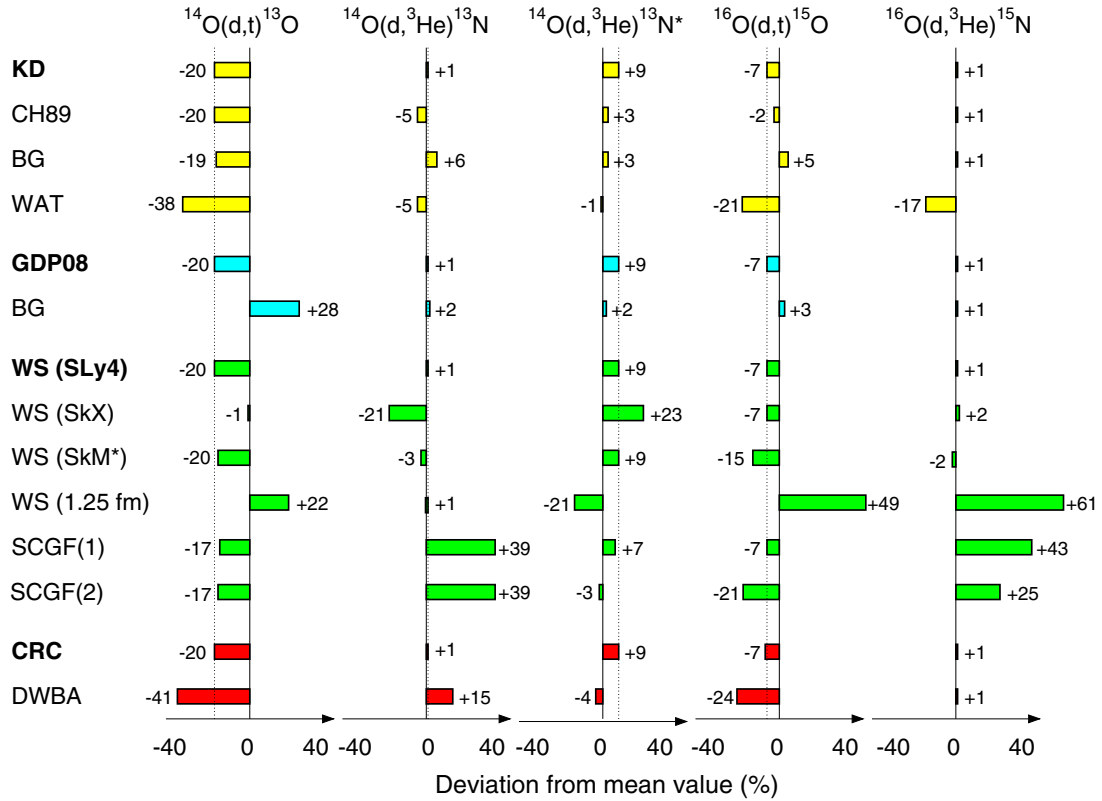 ¹⁴O(d,t)¹³O ¹⁴O(d,³He)¹³N ¹⁴O(d,³He)¹³N* ¹⁶O(d,t)¹⁵O ¹⁶O(d,³He)¹⁵N
KD -20 +1 +9 -7 +1
CH89 -20 -5 +3 -2 +1
BG -19 +6 +3 +5 +1
WAT -38 -5 -1 -21 -17
GDP08 -20 +1 +9 -7 +1
BG +28 +2 +2 +3 +1
WS (SLy4) -20 +1 +9 -7 +1
WS (SkX) -1 -21 +23 -7 +2
WS (SkM*) -20 -3 +9 -15 -2
WS (1.25 fm) +22 +1 -21 +49 +61
SCGF(1) -17 +39 +7 -7 +43
SCGF(2) -17 +39 -3 -21 +25
CRC -20 +1 +9 -7 +1
DWBA -41 +15 -4 -24 +1
-40 0 40 -40 0 40 -40 0 40 -40 0 40 -40 0 40
Deviation from mean value (%)